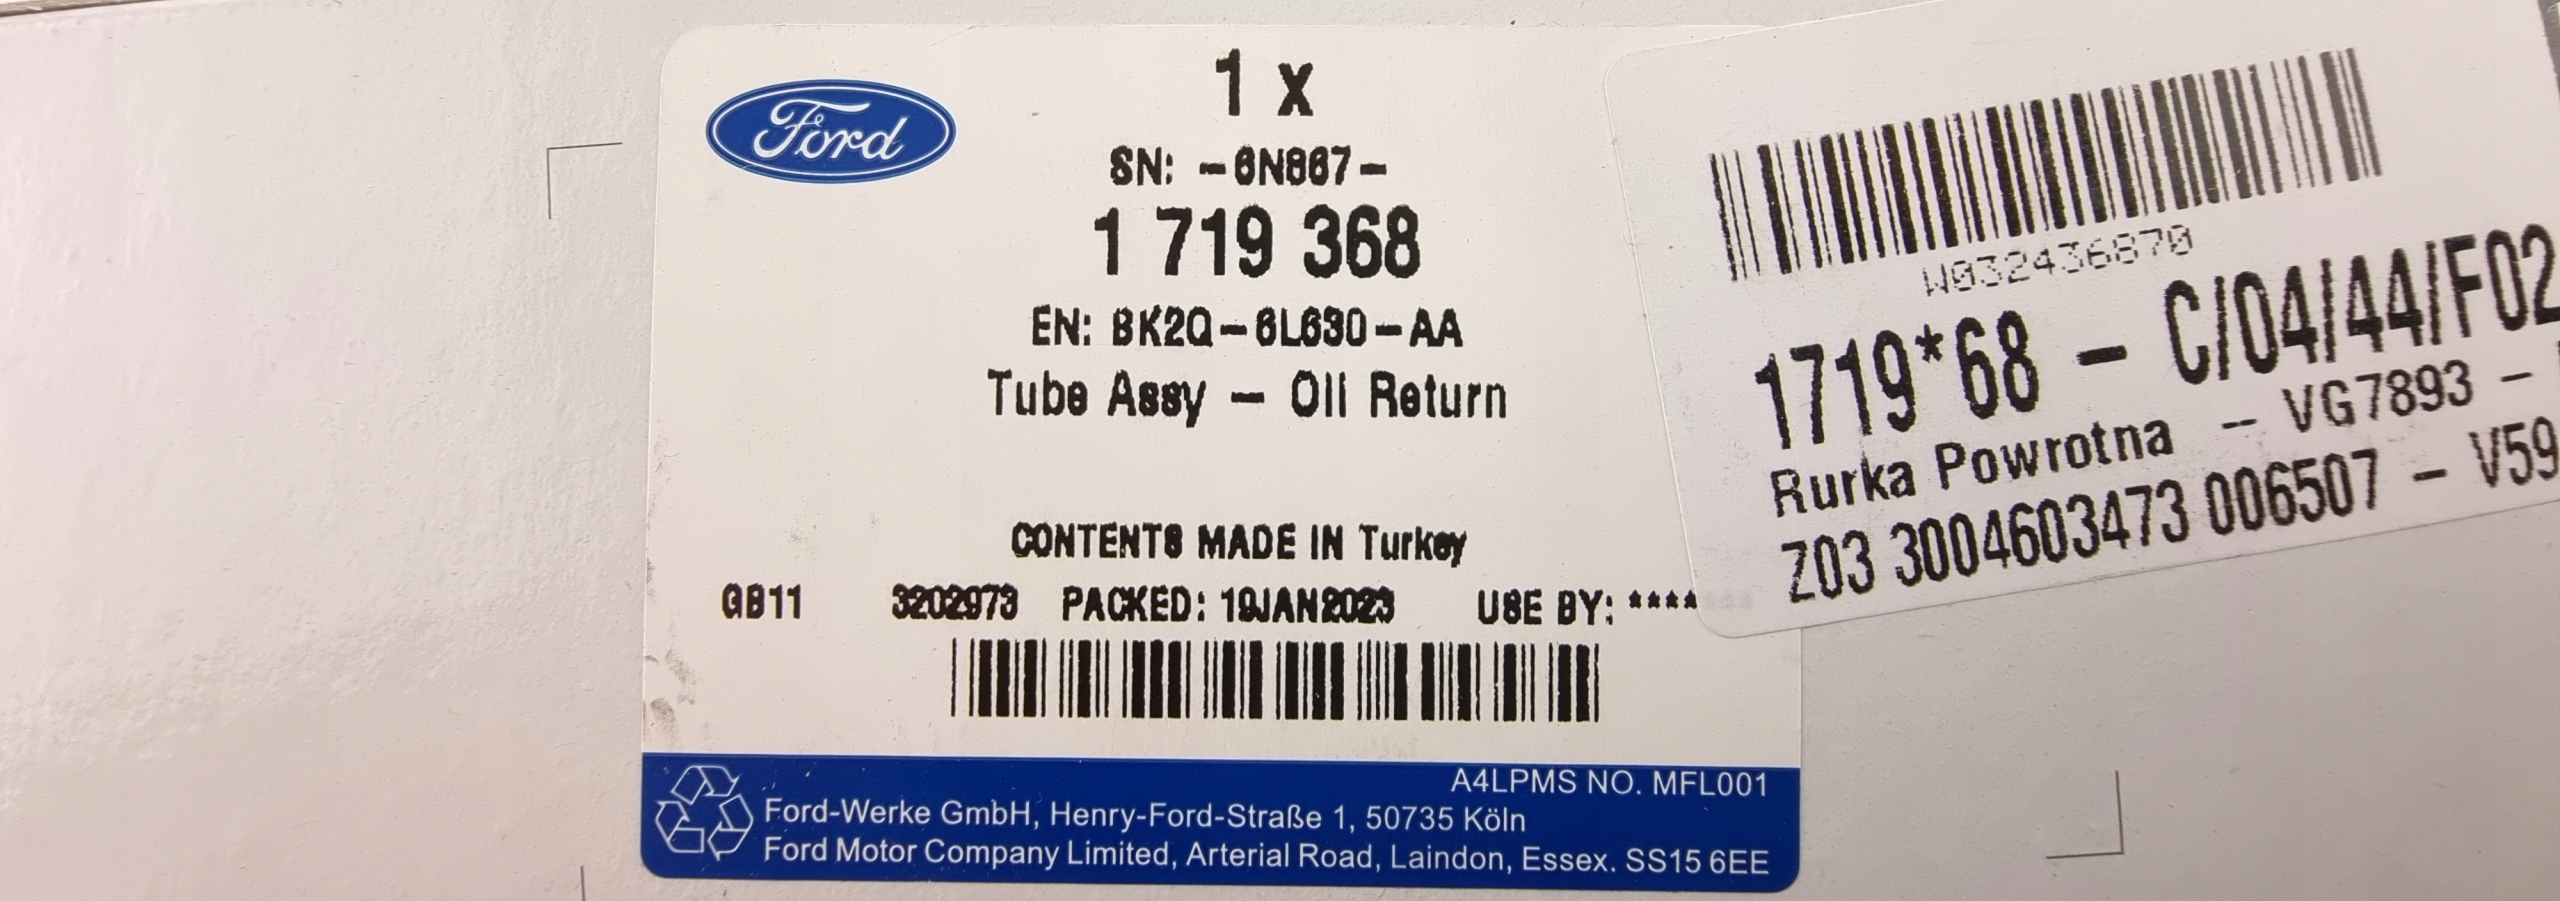 Ford
1 x
SN: -6N867-
1 719 368
EN: BK2Q-6L630-AA
Tube Assy - Oil Return
CONTENTS MADE IN Turkey
GB11 3202973 PACKED: 19JAN2023 USE BY: ****
A4LPMS NO. MFL001
Ford-Werke GmbH, Henry-Ford-Straße 1, 50735 Köln
Ford Motor Company Limited, Arterial Road, Laindon, Essex. SS15 6EE
W032436870
1719*68 - C/04/44/F02
Rurka Powrotna - VG7893 -
Z03 3004603473 006507 - V59